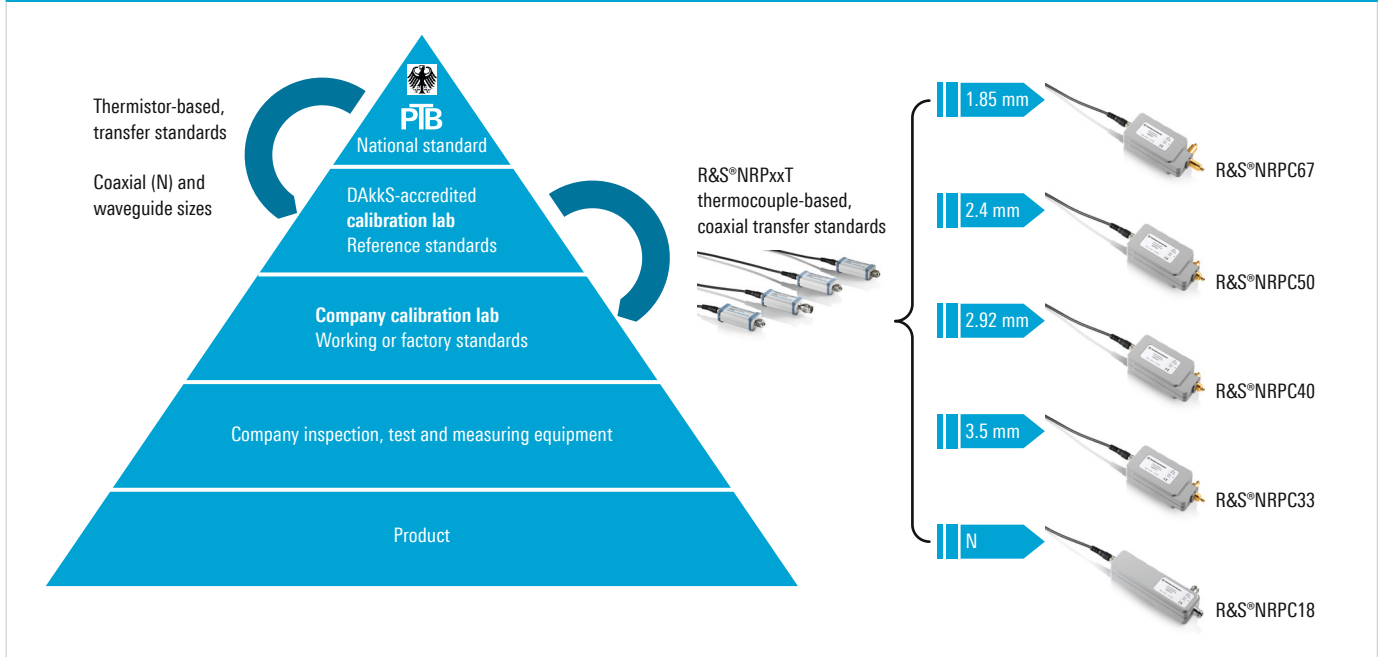 Thermistor-based,
transfer standards
Coaxial (N) and
waveguide sizes
PTB
National standard
DAkkS-accredited
calibration lab
Reference standards
Company calibration lab
Working or factory standards
Company inspection, test and measuring equipment
Product
R&S®NRPxxT
thermocouple-based,
coaxial transfer standards
1.85 mm
R&S®NRPC67
2.4 mm
R&S®NRPC50
2.92 mm
R&S®NRPC40
3.5 mm
R&S®NRPC33
N
R&S®NRPC18